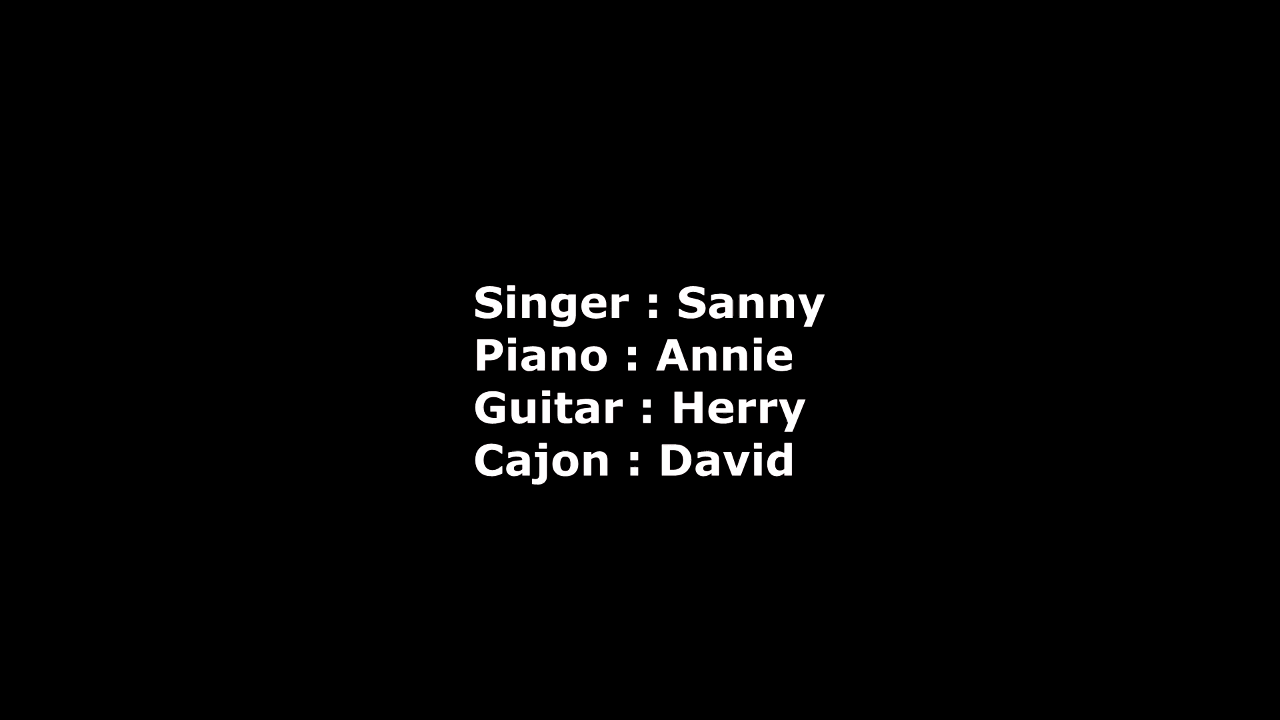 Singer : Sanny
Piano : Annie
Guitar : Herry
Cajon : David